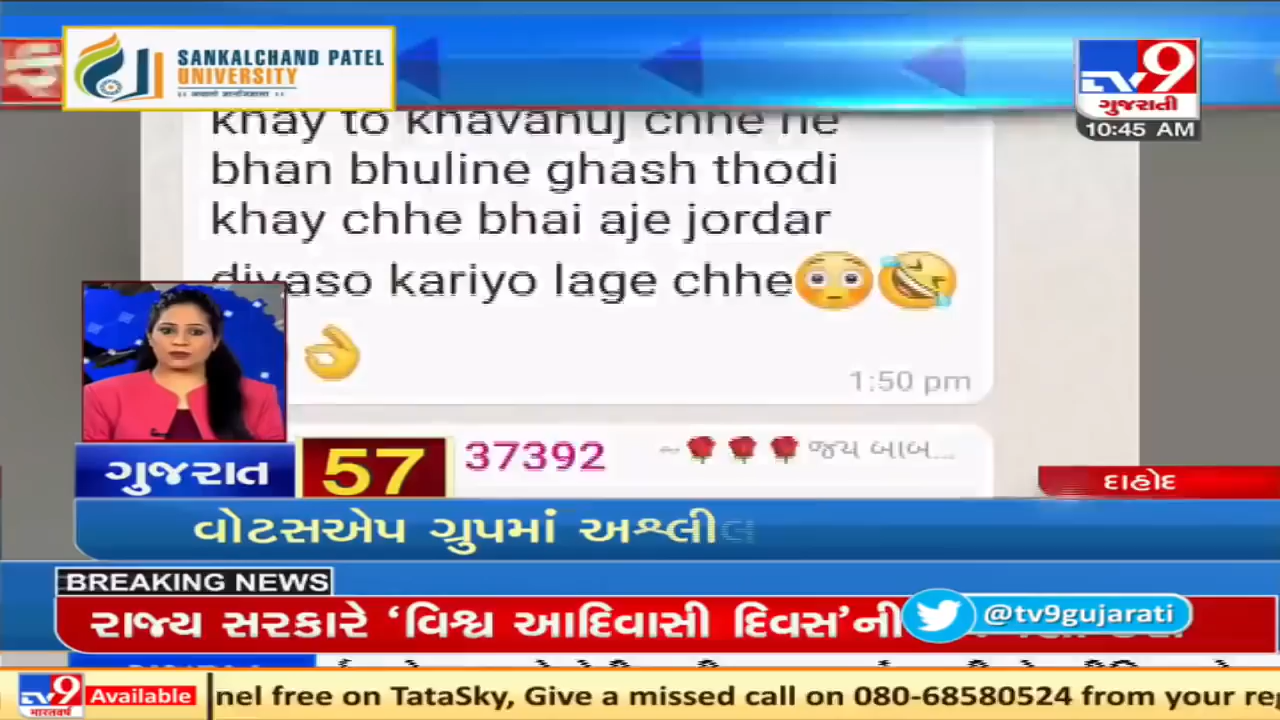 SANKALCHAND PATEL
UNIVERSITY
TV9
ગુજરાતી
10:45 AM
khay to khavanuj chhe ne
bhan bhuline ghash thodi
khay chhe bhai aje jordar
divaso kariyo lage chhe😳🤣
👌
1:50 pm
37392
~🌹🌹🌹જય બાબ...
ગુજરાત
57
દાહોદ
વોટસએપ ગ્રુપમાં અશ્લીલ
BREAKING NEWS
રાજ્ય સરકારે ‘વિશ્વ આદિવાસી દિવસ’ની
@tv9gujarati
TV9
भारतवर्ष
Available
nel free on TataSky, Give a missed call on 080-68580524 from your reg